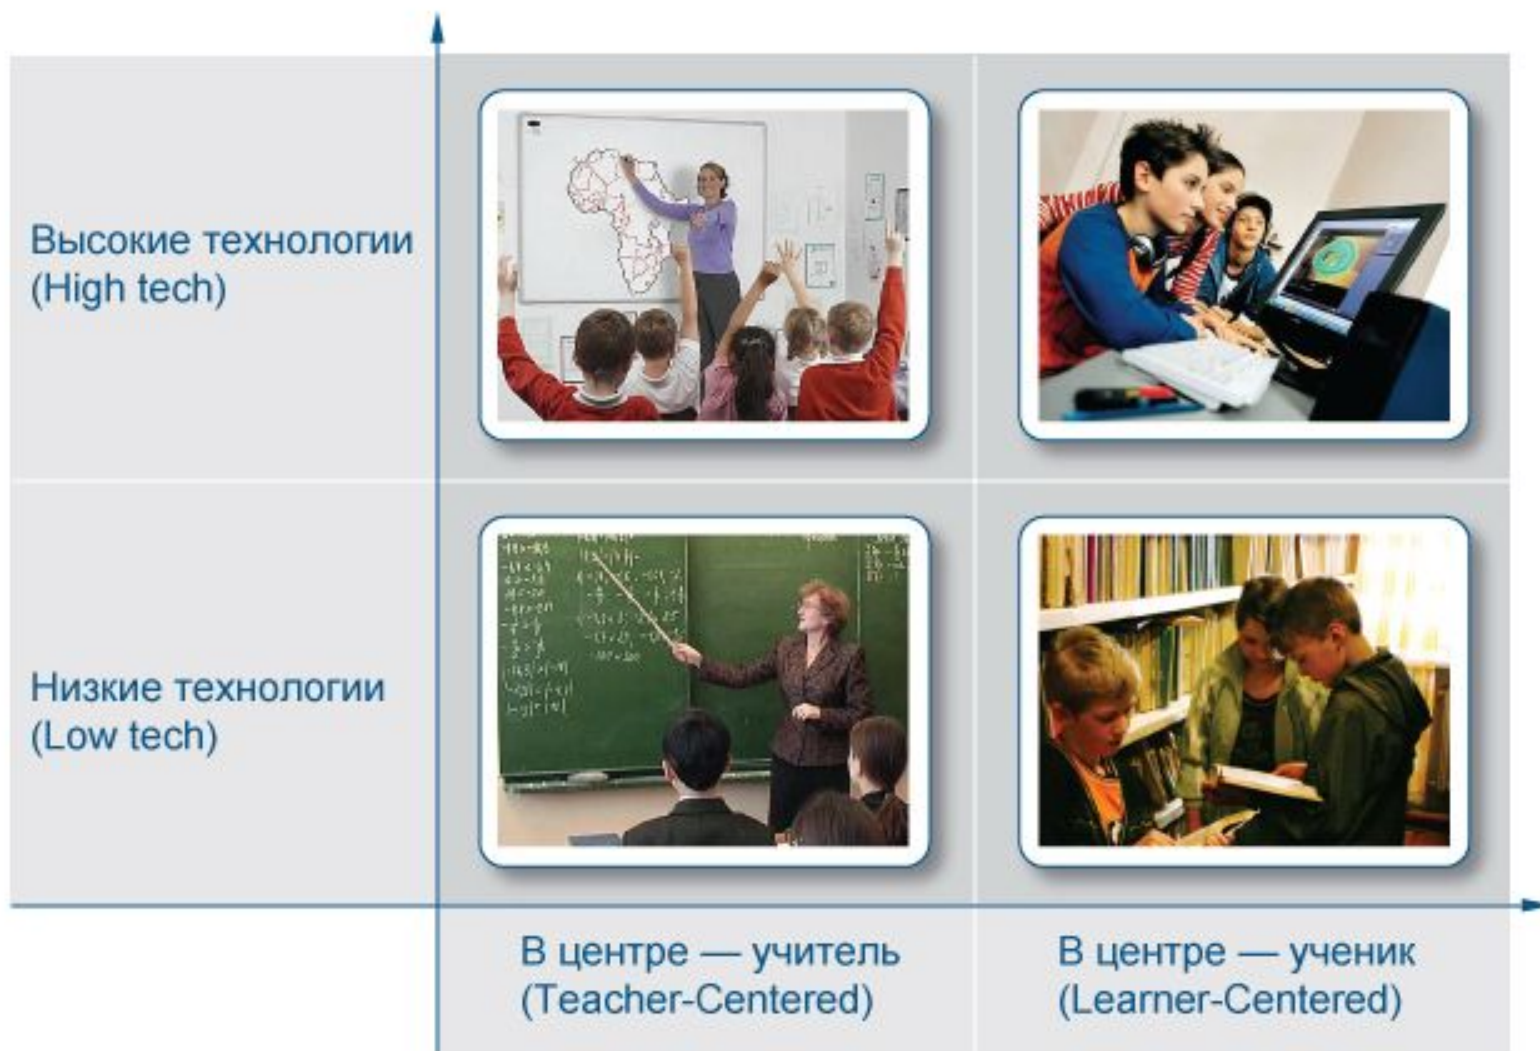 Высокие технологии
(High tech)
Низкие технологии
(Low tech)
В центре — учитель
(Teacher-Centered)
В центре — ученик
(Learner-Centered)